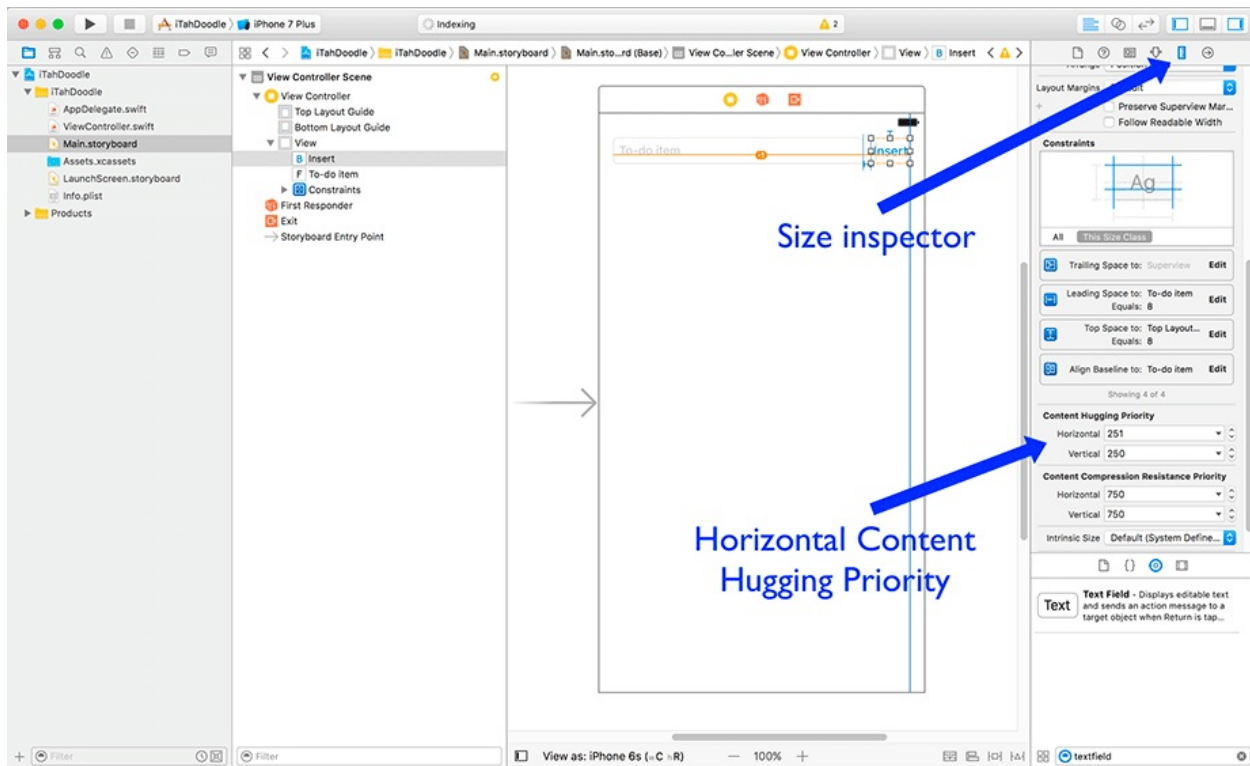 iTahDoodle iPhone 7 Plus
Indexing
2
iTahDoodle iTahDoodle Main.storyboard Main.sto...rd (Base) View Co...ler Scene View Controller View B Insert
iTahDoodle
iTahDoodle
AppDelegate.swift
ViewController.swift
Main.storyboard
Assets.xcassets
LaunchScreen.storyboard
Info.plist
Products
Filter
View Controller Scene
View Controller
Top Layout Guide
Bottom Layout Guide
View
B Insert
F To-do item
Constraints
First Responder
Exit
Storyboard Entry Point
Filter
To-do item
Insert
Size inspector
Horizontal Content
Hugging Priority
View as: iPhone 6s (wC hR)
100%
Layout Margins
Preserve Superview Mar...
Follow Readable Width
Constraints
Ag
All This Size Class
Trailing Space to: Superview Edit
Leading Space to: To-do item
Equals: 8
Edit
Top Space to: Top Layout...
Equals: 8
Edit
Align Baseline to: To-do item Edit
Showing 4 of 4
Content Hugging Priority
Horizontal 251
Vertical 250
Content Compression Resistance Priority
Horizontal 750
Vertical 750
Intrinsic Size Default (System Define...
{}
Text
Text Field - Displays editable text
and sends an action message to a
target object when Return is tap...
textfield